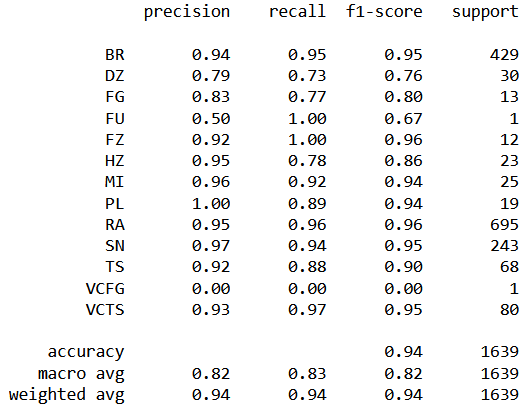 precision recall f1-score support
BR 0.94 0.95 0.95 429
DZ 0.79 0.73 0.76 30
FG 0.83 0.77 0.80 13
FU 0.50 1.00 0.67 1
FZ 0.92 1.00 0.96 12
HZ 0.95 0.78 0.86 23
MI 0.96 0.92 0.94 25
PL 1.00 0.89 0.94 19
RA 0.95 0.96 0.96 695
SN 0.97 0.94 0.95 243
TS 0.92 0.88 0.90 68
VCFG 0.00 0.00 0.00 1
VCTS 0.93 0.97 0.95 80
accuracy 0.94 1639
macro avg 0.82 0.83 0.82 1639
weighted avg 0.94 0.94 0.94 1639